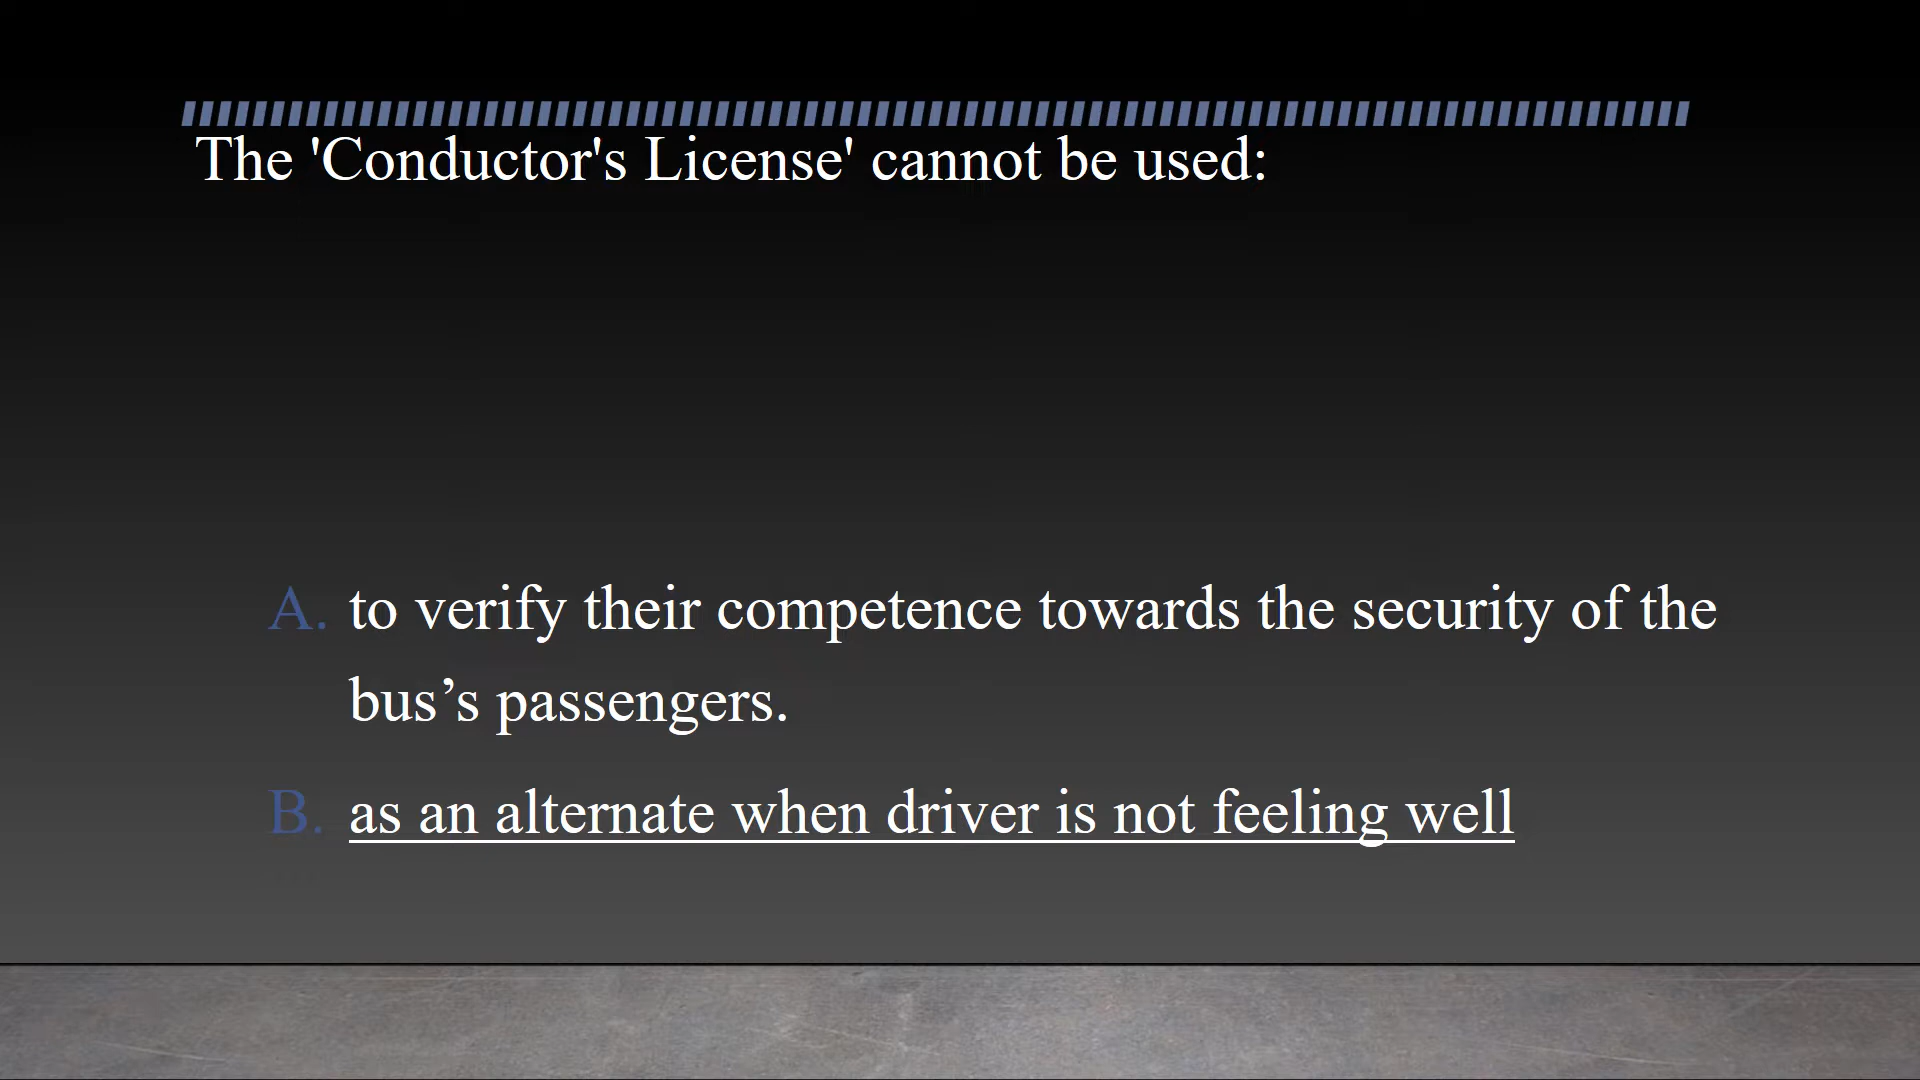 The 'Conductor's License' cannot be used:
A. to verify their competence towards the security of the
bus’s passengers.
B. as an alternate when driver is not feeling well